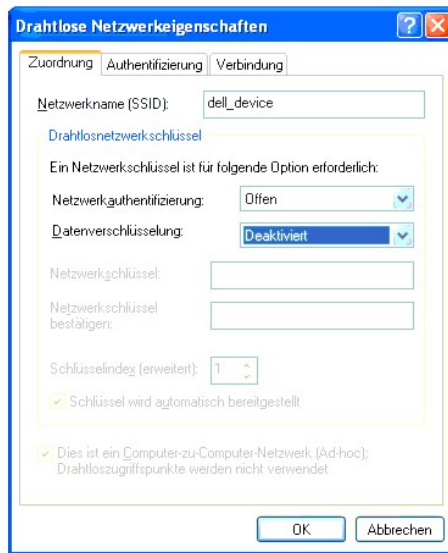 Drahtlose Netzwerkeigenschaften
Zuordnung Authentifizierung Verbindung
Netzwerkname (SSID): dell_device
Drahtlosnetzwerkschlüssel
Ein Netzwerkschlüssel ist für folgende Option erforderlich:
Netzwerkauthentifizierung: Offen
Datenverschlüsselung: Deaktiviert
Netzwerkschlüssel:
Netzwerkschlüssel
bestätigen:
Schlüsselindex (erweitert): 1
Schlüssel wird automatisch bereitgestellt
Dies ist ein Computer-zu-Computer-Netzwerk (Ad-hoc);
Drahtloszugriffspunkte werden nicht verwendet
OK Abbrechen